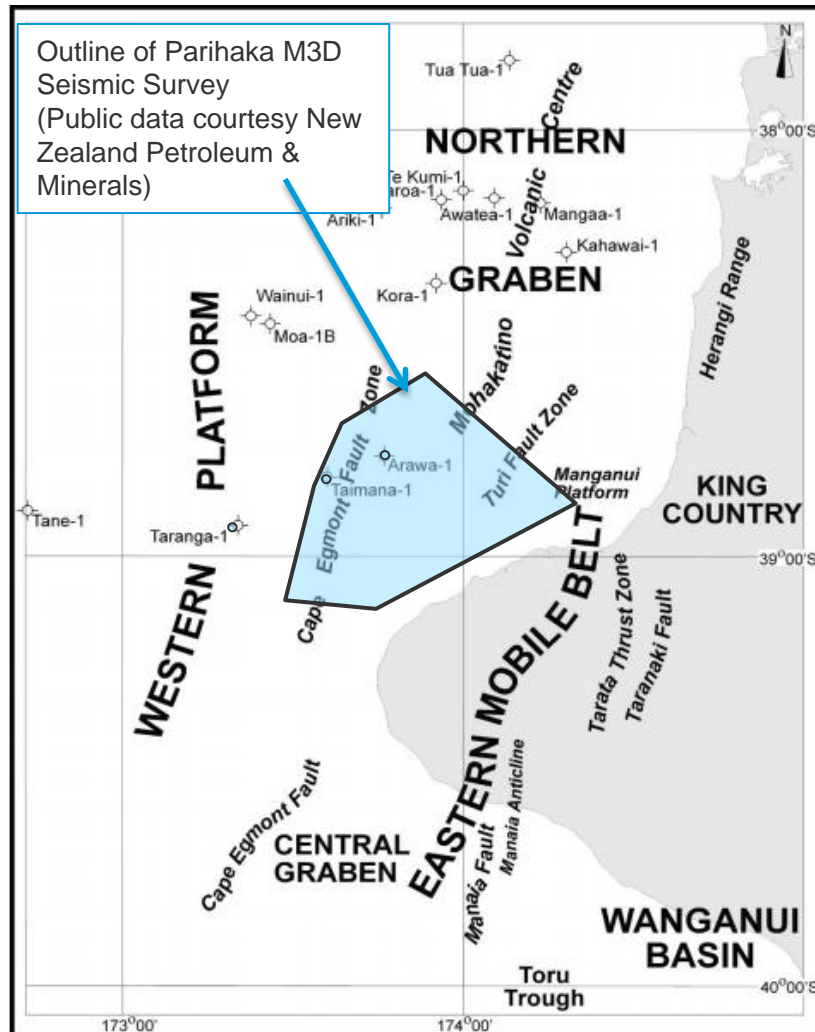 Outline of Parihaka M3D
Seismic Survey
(Public data courtesy New
Zealand Petroleum &
Minerals)
N
Tua Tua-1
Centre
38°00'S
NORTHERN
Te Kumi-1
aroa-1
Ariki-1
Awatea-1
Volcanic
Mangaa-1
Kahawai-1
GRABEN
Kora-1
Wainui-1
Moa-1B
Herangi Range
PLATFORM
Zone
Mohakatino
Turi Fault Zone
Arawa-1
Taimana-1
Egmont Fault
Manganui
Platform
KING
COUNTRY
Tane-1
Taranga-1
39°00'S
WESTERN
Cape
EASTERN MOBILE BELT
Tarata Thrust Zone
Taranaki Fault
Cape Egmont Fault
CENTRAL
GRABEN
Manaia Fault
Manaia Anticline
WANGANUI
BASIN
Toru
Trough
40°00'S
173°00'
174°00'